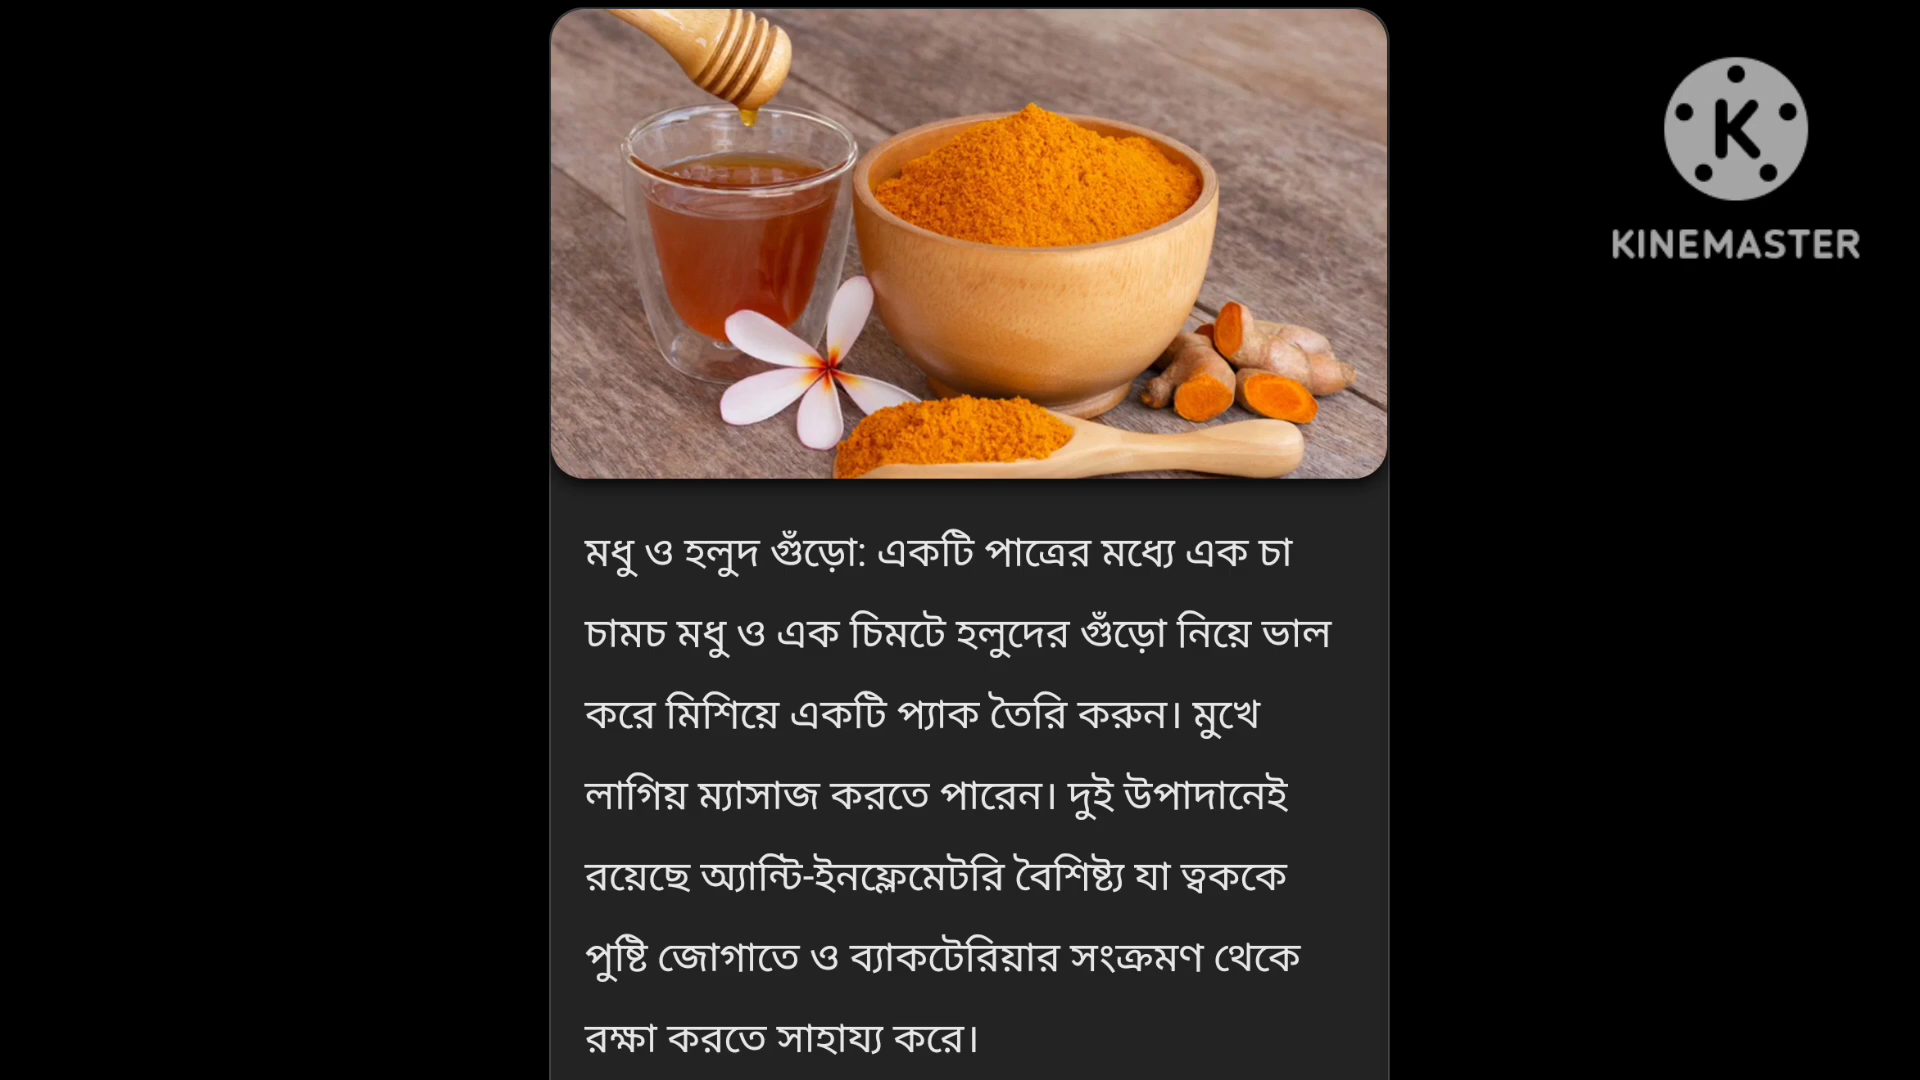 মধু ও হলুদ গুঁড়ো: একটি পাত্রের মধ্যে এক চা
চামচ মধু ও এক চিমটে হলুদের গুঁড়ো নিয়ে ভাল
করে মিশিয়ে একটি প্যাক তৈরি করুন। মুখে
লাগিয় ম্যাসাজ করতে পারেন। দুই উপাদানেই
রয়েছে অ্যান্টি-ইনফ্লেমেটরি বৈশিষ্ট্য যা ত্বককে
পুষ্টি জোগাতে ও ব্যাকটেরিয়ার সংক্রমণ থেকে
রক্ষা করতে সাহায্য করে।
K
KINEMASTER